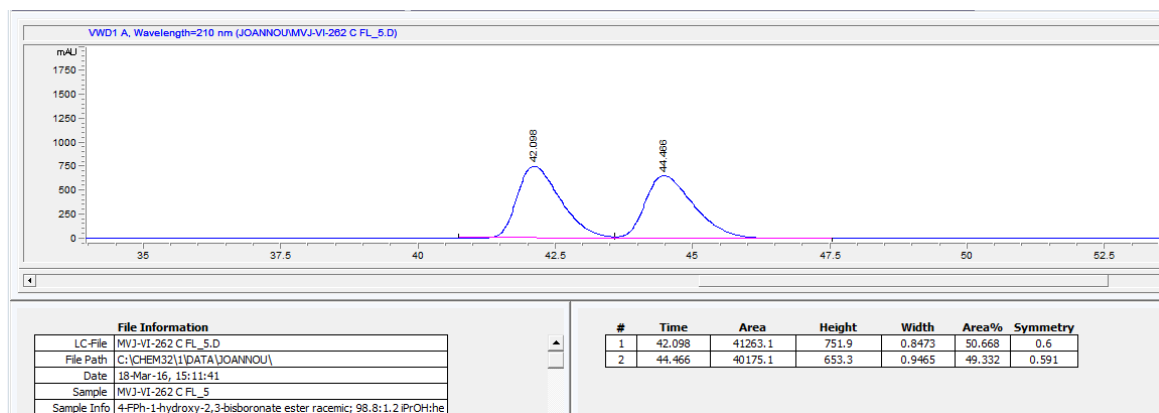 VWD1 A, Wavelength=210 nm (JOANNOU\MVJ-VI-262 C FL_5.D)
mAU
1750
1500
1250
1000
750
500
250
0
42.098
44.466
35
37.5
40
42.5
45
47.5
50
52.5
File Information
LC-File MVJ-VI-262 C FL_5.D
File Path C:\CHEM32\1\DATA\JOANNOU\
Date 18-Mar-16, 15:11:41
Sample MVJ-VI-262 C FL_5
Sample Info 4-FPh-1-hydroxy-2,3-bisboronate ester racemic; 98.8:1.2 iPrOH:he
# Time Area Height Width Area% Symmetry
1 42.098 41263.1 751.9 0.8473 50.668 0.6
2 44.466 40175.1 653.3 0.9465 49.332 0.591